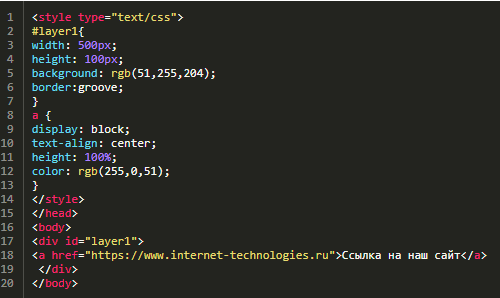 1 <style type="text/css">
2 #layer1{
3 width: 500px;
4 height: 100px;
5 background: rgb(51,255,204);
6 border:groove;
7 }
8 a {
9 display: block;
10 text-align: center;
11 height: 100%;
12 color: rgb(255,0,51);
13 }
14 </style>
15 </head>
16 <body>
17 <div id="layer1">
18 <a href="https://www.internet-technologies.ru">Ссылка на наш сайт</a>
19  </div>
20 </body>